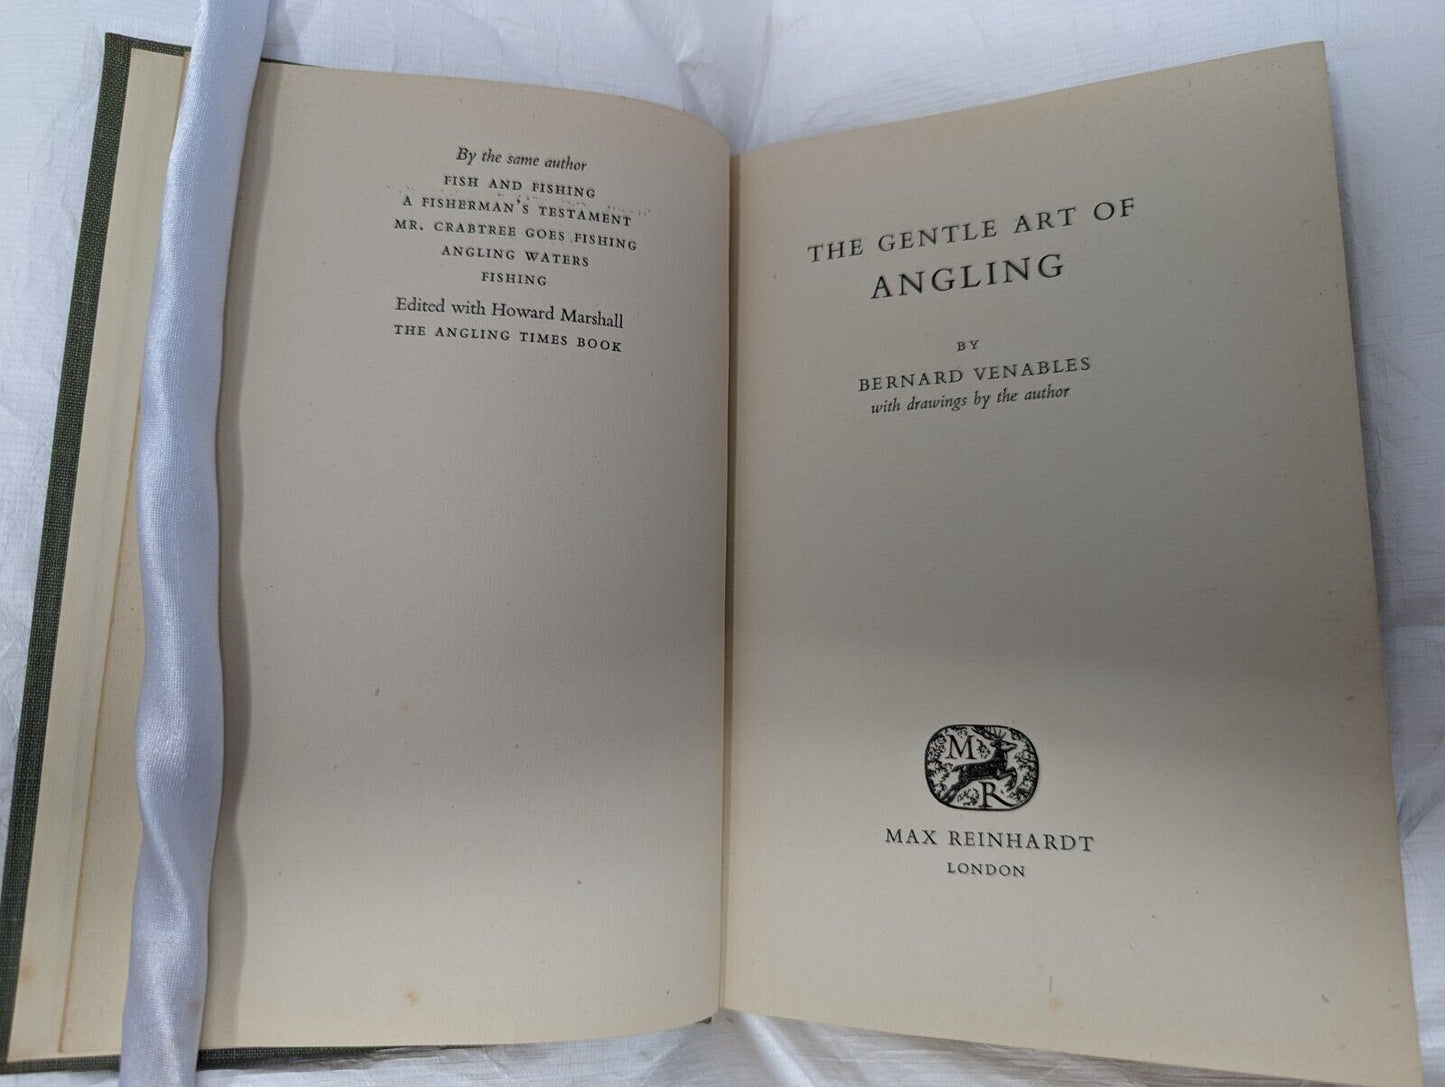 By the same author
FISH AND FISHING
A FISHERMAN'S TESTAMENT
MR. CRABTREE GOES FISHING
ANGLING WATERS
FISHING
Edited with Howard Marshall
THE ANGLING TIMES BOOK
THE GENTLE ART OF
ANGLING
BY
BERNARD VENABLES
with drawings by the author
M
R
MAX REINHARDT
LONDON